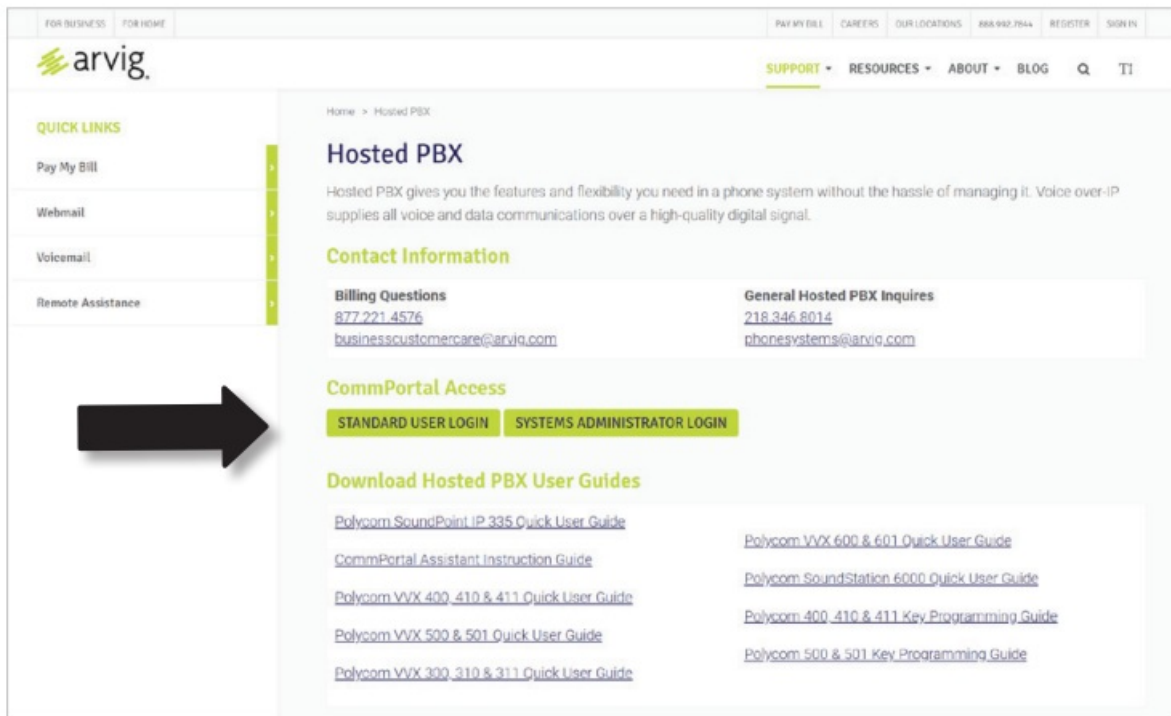 FOR BUSINESS FOR HOME
PAY MY BILL CAREERS OUR LOCATIONS 888.992.7844 REGISTER SIGN IN
arvig
SUPPORT RESOURCES ABOUT BLOG TI
QUICK LINKS
Pay My Bill
Webmail
Voicemail
Remote Assistance
Home > Hosted PBX
Hosted PBX
Hosted PBX gives you the features and flexibility you need in a phone system without the hassle of managing it. Voice over-IP
supplies all voice and data communications over a high-quality digital signal.
Contact Information
Billing Questions
877.221.4576
businesscustomercare@arvig.com
General Hosted PBX Inquires
218.346.8014
phonesystems@arvig.com
CommPortal Access
STANDARD USER LOGIN SYSTEMS ADMINISTRATOR LOGIN
Download Hosted PBX User Guides
Polycom SoundPoint IP 335 Quick User Guide
CommPortal Assistant Instruction Guide
Polycom VVX 400, 410 & 411 Quick User Guide
Polycom VVX 500 & 501 Quick User Guide
Polycom VVX 300, 310 & 311 Quick User Guide
Polycom VVX 600 & 601 Quick User Guide
Polycom SoundStation 6000 Quick User Guide
Polycom 400, 410 & 411 Key Programming Guide
Polycom 500 & 501 Key Programming Guide